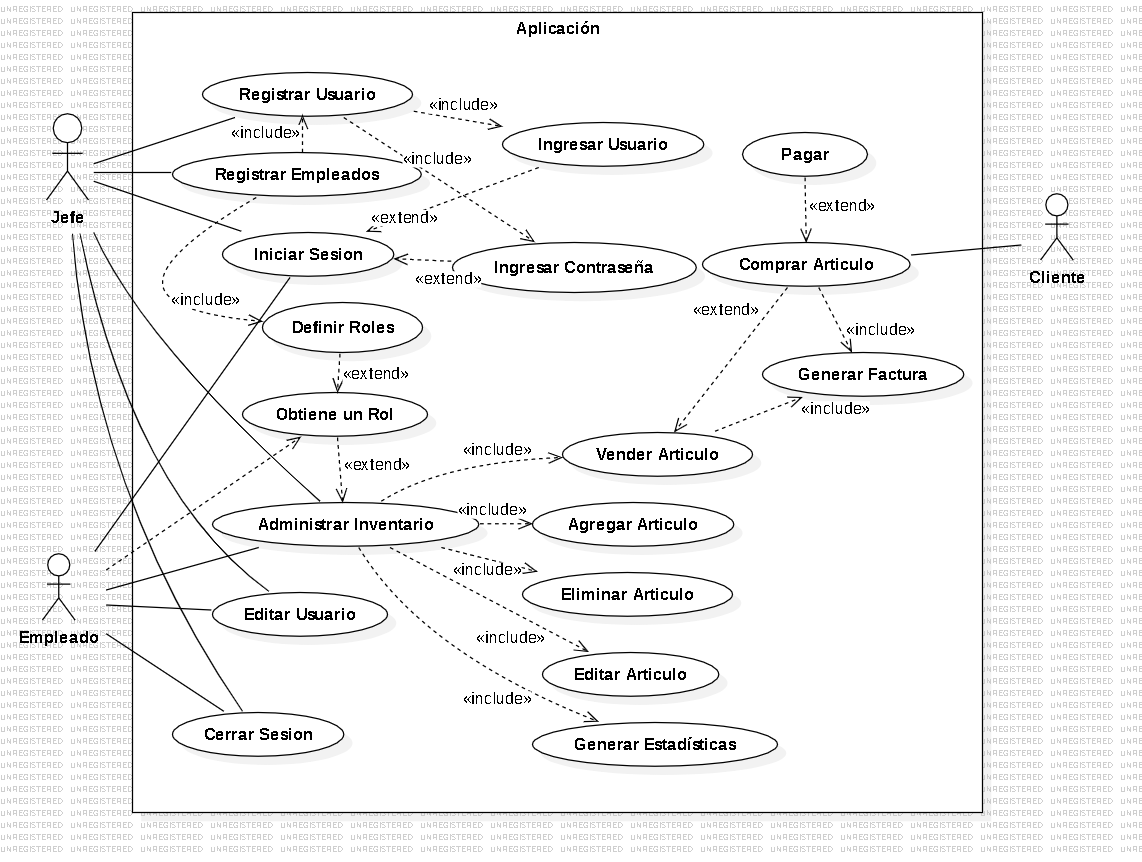 Aplicación
Registrar Usuario
«include»
«include»
Ingresar Usuario
Pagar
«include»
Registrar Empleados
«extend»
«extend»
Jefe
Iniciar Sesion
Ingresar Contraseña
Comprar Articulo
Cliente
«extend»
«include»
Definir Roles
«extend»
«include»
«extend»
Generar Factura
Obtiene un Rol
«include»
«include»
Vender Articulo
«extend»
«include»
Administrar Inventario
Agregar Articulo
«include»
Eliminar Articulo
Editar Usuario
Empleado
«include»
Editar Articulo
«include»
Cerrar Sesion
Generar Estadísticas
UNREGISTERED